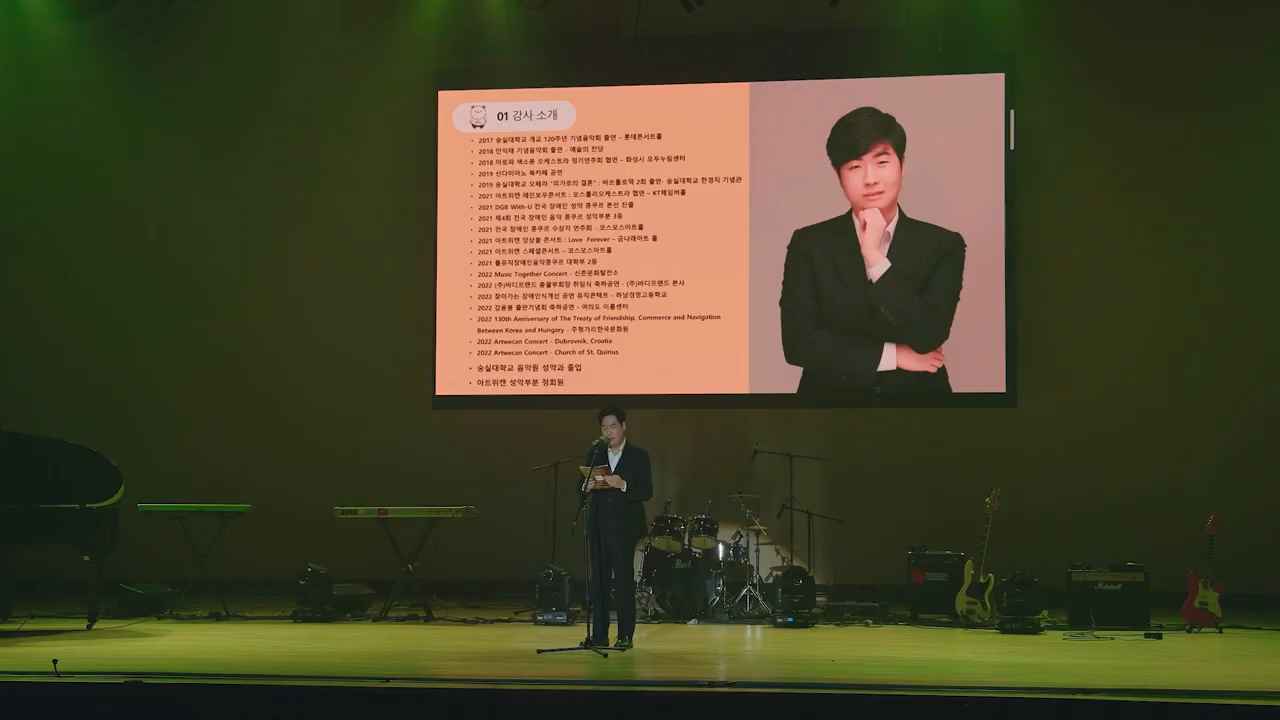 01 강사 소개
• 2017 숭실대학교 개교 120주년 기념음악회 출연 – 롯데콘서트홀
• 2018 안익태 기념음악회 출연 - 예술의 전당
• 2018 아로파 색소폰 오케스트라 정기연주회 협연 – 화성시 모두누림센터
• 2019 산다미아노 북카페 공연
• 2019 숭실대학교 오페라 "피가로의 결혼" : 바르톨로역 2회 출연- 숭실대학교 한경직 기념관
• 2021 아트위캔 레인보우콘서트 : 모스틀리오케스트라 협연 – KT체임버홀
• 2021 DGB With-U 전국 장애인 성악 콩쿠르 본선 진출
• 2021 제4회 전국 장애인 음악 콩쿠르 성악부분 3등
• 2021 전국 장애인 콩쿠르 수상자 연주회 - 코스모스아트홀
• 2021 아트위캔 앙상블 콘서트 : Love Forever – 금나래아트 홀
• 2021 아트위캔 스페셜콘서트 – 코스모스아트홀
• 2021 툴뮤직장애인음악콩쿠르 대학부 2등
• 2022 Music Together Concert - 신촌문화발전소
• 2022 (주)바디프랜드 총괄부회장 취임식 축하공연 - (주)바디프랜드 본사
• 2022 찾아가는 장애인식개선 공연 뮤직콘택트 - 하남경영고등학교
• 2022 출판기념회 축하공연 - 여의도 이룸센터
• 2022 130th Anniversary of The Treaty of Friendship, Commerce and Navigation
Between Korea and Hungary - 주헝가리한국문화원
• 2022 Artwecan Concert - Dubrovnik, Croatia
• 2022 Artwecan Concert - Church of St. Quirius
• 숭실대학교 음악원 성악과 졸업
• 아트위캔 성악부분 정회원
Pearl
Marshall